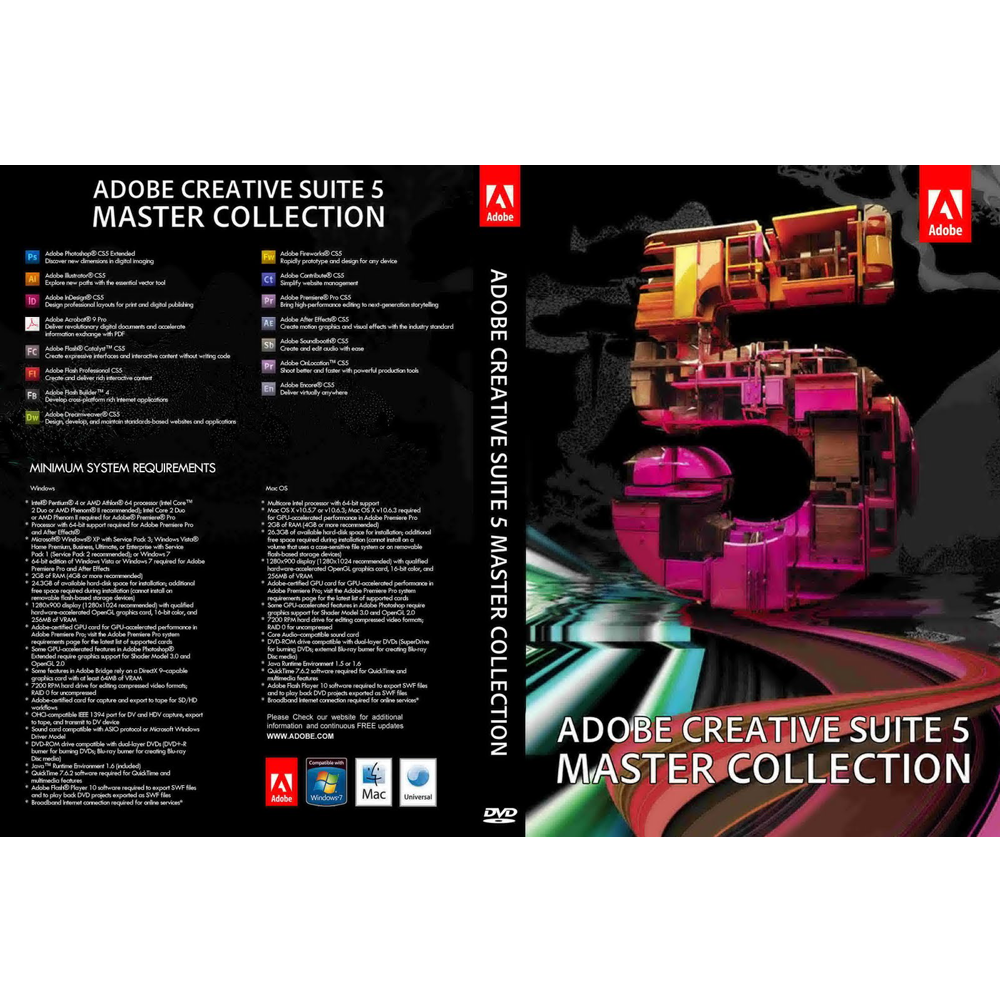 ADOBE CREATIVE SUITE 5
MASTER COLLECTION
Ps
Adobe Photoshop® CS5 Extended
Discover new dimensions in digital imaging
Ai
Adobe Illustrator® CS5
Explore new paths with the essential vector tool
ID
Adobe InDesign® CS5
Design professional layouts for print and digital publishing
Adobe Acrobat® 9 Pro
Deliver revolutionary digital documents and accelerate
information exchange with PDF
FC
Adobe Flash® Catalyst™ CS5
Create expressive interfaces and interactive content without writing code
Fl
Adobe Flash Professional CS5
Create and deliver rich interactive content
FB
Adobe Flash Builder™ 4
Develop cross-platform rich internet applications
Dw
Adobe Dreamweaver® CS5
Design, develop, and maintain standards-based websites and applications
Fw
Adobe Fireworks® CS5
Rapidly prototype and design for any device
Ct
Adobe Contribute® CS5
Simplify website management
Pr
Adobe Premiere® Pro CS5
Bring high-performance editing to next-generation storytelling
AE
Adobe After Effects® CS5
Create motion graphics and visual effects with the industry standard
Sb
Adobe Soundbooth® CS5
Create and edit audio with ease
Pr
Adobe OnLocation™ CS5
Shoot better and faster with powerful production tools
En
Adobe Encore® CS5
Deliver virtually anywhere
MINIMUM SYSTEM REQUIREMENTS
Windows
* Intel® Pentium® 4 or AMD Athlon® 64 processor (Intel Core™
2 Duo or AMD Phenom® II recommended); Intel Core 2 Duo
or AMD Phenom II required for Adobe® Premiere® Pro
* Processor with 64-bit support required for Adobe Premiere Pro
and After Effects®
* Microsoft® Windows® XP with Service Pack 3; Windows Vista®
Home Premium, Business, Ultimate, or Enterprise with Service
Pack 1 (Service Pack 2 recommended); or Windows 7
* 64-bit edition of Windows Vista or Windows 7 required for Adobe
Premiere Pro and After Effects
* 2GB of RAM (4GB or more recommended)
* 24.3GB of available hard-disk space for installation; additional
free space required during installation (cannot install on
removable flash-based storage devices)
* 1280x900 display (1280x1024 recommended) with qualified
hardware-accelerated OpenGL graphics card, 16-bit color, and
256MB of VRAM
* Adobe-certified GPU card for GPU-accelerated performance in
Adobe Premiere Pro; visit the Adobe Premiere Pro system
requirements page for the latest list of supported cards
* Some GPU-accelerated features in Adobe Photoshop®
Extended require graphics support for Shader Model 3.0 and
OpenGL 2.0
* Some features in Adobe Bridge rely on a DirectX 9–capable
graphics card with at least 64MB of VRAM
* 7200 RPM hard drive for editing compressed video formats;
RAID 0 for uncompressed
* Adobe-certified card for capture and export to tape for SD/HD
workflows
* OHCI-compatible IEEE 1394 port for DV and HDV capture, export
to tape, and transmit to DV device
* Sound card compatible with ASIO protocol or Microsoft Windows
Driver Model
* DVD-ROM drive compatible with dual-layer DVDs (DVD+-R
burner for burning DVDs; Blu-ray burner for creating Blu-ray
Disc media)
* Java™ Runtime Environment 1.6 (included)
* QuickTime 7.6.2 software required for QuickTime and
multimedia features
* Adobe Flash® Player 10 software required to export SWF files
and to play back DVD projects exported as SWF files
* Broadband Internet connection required for online services*
Mac OS
* Multicore Intel processor with 64-bit support
* Mac OS X v10.5.7 or v10.6.3; Mac OS X v10.6.3 required
for GPU-accelerated performance in Adobe Premiere Pro
* 2GB of RAM (4GB or more recommended)
* 26.3GB of available hard-disk space for installation; additional
free space required during installation (cannot install on a
volume that uses a case-sensitive file system or on removable
flash-based storage devices)
* 1280x900 display (1280x1024 recommended) with qualified
hardware-accelerated OpenGL graphics card, 16-bit color, and
256MB of VRAM
* Adobe-certified GPU card for GPU-accelerated performance in
Adobe Premiere Pro; visit the Adobe Premiere Pro system
requirements page for the latest list of supported cards
* Some GPU-accelerated features in Adobe Photoshop require
graphics support for Shader Model 3.0 and OpenGL 2.0
* 7200 RPM hard drive for editing compressed video formats;
RAID 0 for uncompressed
* Core Audio–compatible sound card
* DVD-ROM drive compatible with dual-layer DVDs (SuperDrive
for burning DVDs; external Blu-ray burner for creating Blu-ray
Disc media)
* Java Runtime Environment 1.5 or 1.6
* QuickTime 7.6.2 software required for QuickTime and
multimedia features
* Adobe Flash Player 10 software required to export SWF files
and to play back DVD projects exported as SWF files
* Broadband Internet connection required for online services*
Please Check our website for additional
information and continuous FREE updates
WWW.ADOBE.COM
Adobe
Compatible with
Windows 7
Mac
Universal
Adobe
ADOBE CREATIVE SUITE 5 MASTER COLLECTION
DVD
Adobe
5
ADOBE CREATIVE SUITE 5
MASTER COLLECTION